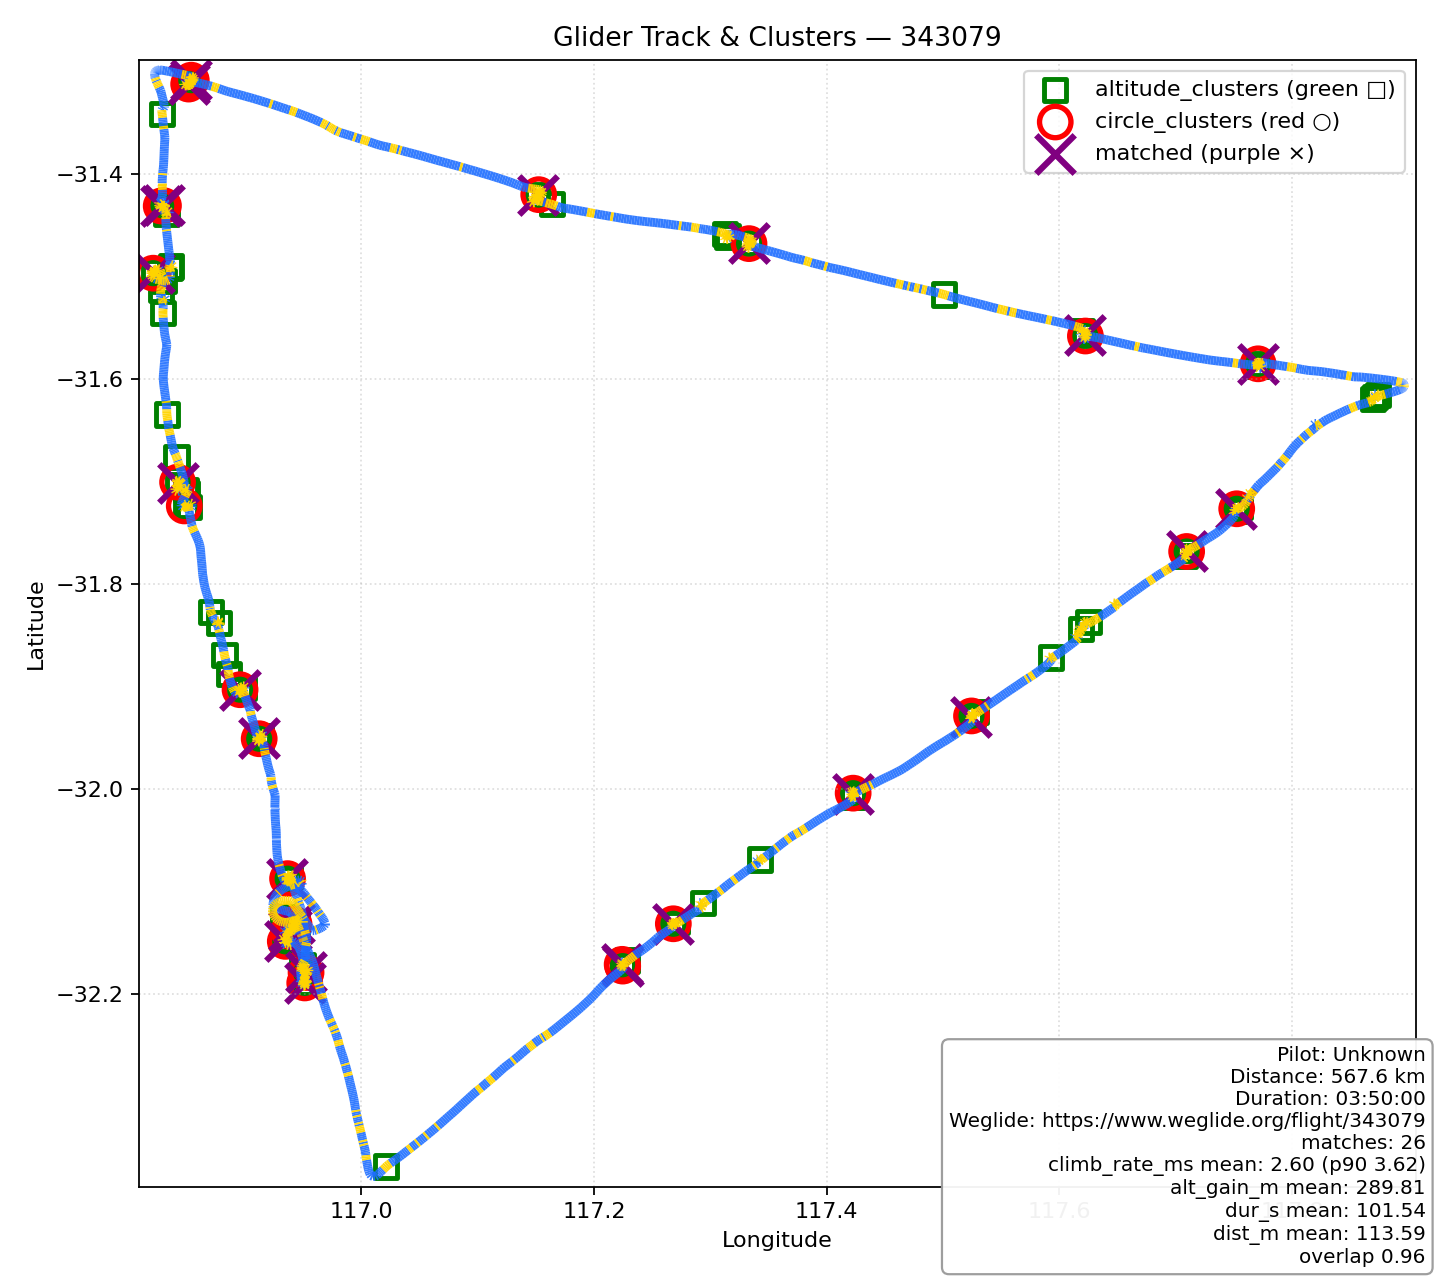 Glider Track & Clusters — 343079
altitude_clusters (green □)
circle_clusters (red ○)
matched (purple ×)
Latitude
−31.4
−31.6
−31.8
−32.0
−32.2
117.0
117.2
117.4
117.6
Longitude
Pilot: Unknown
Distance: 567.6 km
Duration: 03:50:00
Weglide: https://www.weglide.org/flight/343079
matches: 26
climb_rate_ms mean: 2.60 (p90 3.62)
alt_gain_m mean: 289.81
dur_s mean: 101.54
dist_m mean: 113.59
overlap 0.96